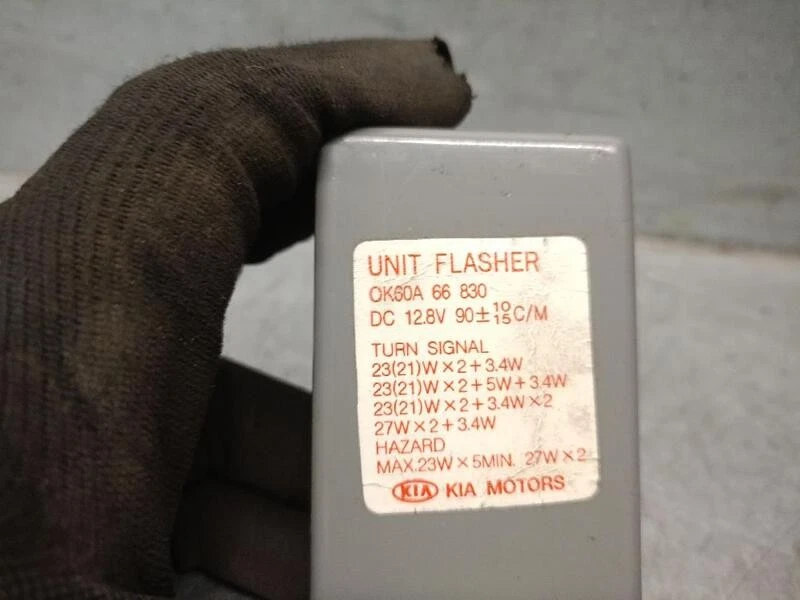 UNIT FLASHER
OK60A 66 830
DC 12.8V 90±10/15C/M
TURN SIGNAL
23(21)W×2+3.4W
23(21)W×2+5W+3.4W
23(21)W×2+3.4W×2
27W×2+3.4W
HAZARD
MAX.23W×5MIN. 27W×2
KIA KIA MOTORS